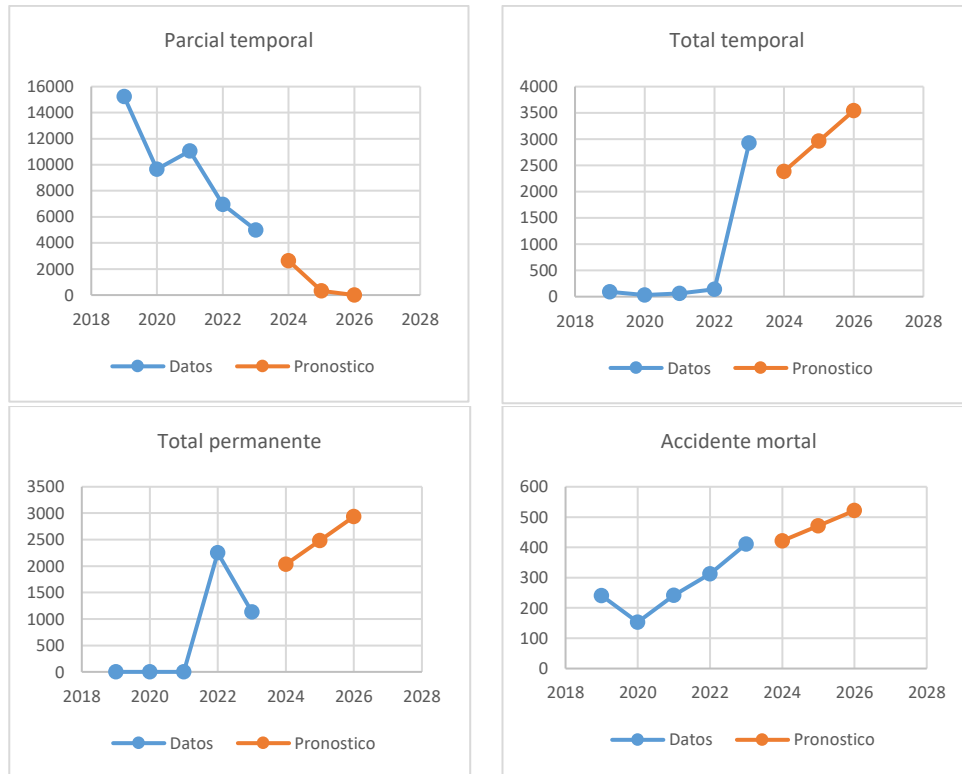 Parcial temporal
16000
14000
12000
10000
8000
6000
4000
2000
0
2018 2020 2022 2024 2026 2028
Datos Pronostico
Total temporal
4000
3500
3000
2500
2000
1500
1000
500
0
2018 2020 2022 2024 2026 2028
Datos Pronostico
Total permanente
3500
3000
2500
2000
1500
1000
500
0
2018 2020 2022 2024 2026 2028
Datos Pronostico
Accidente mortal
600
500
400
300
200
100
0
2018 2020 2022 2024 2026 2028
Datos Pronostico